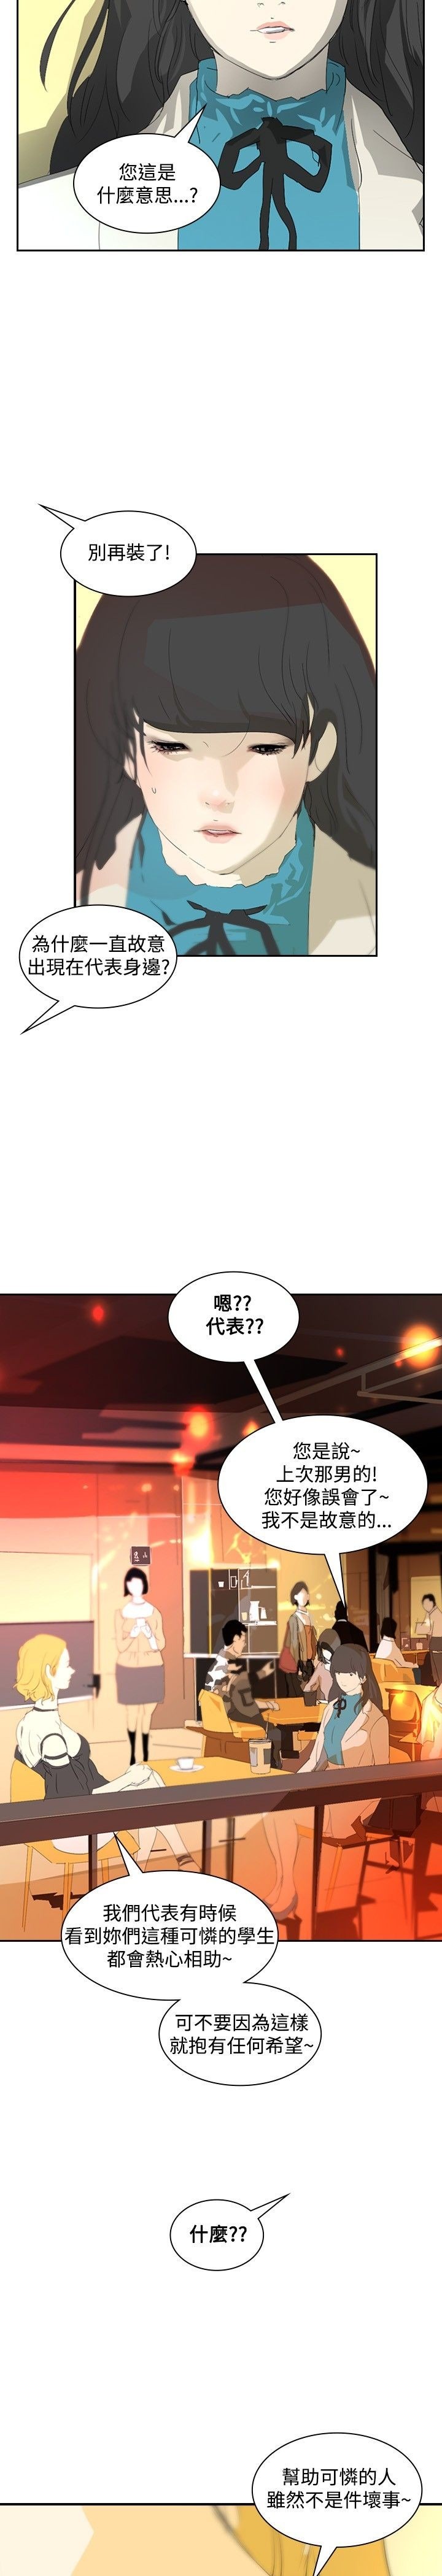 您這是
什麼意思...?
別再裝了!
為什麼一直故意
出現在代表身邊?
嗯??
代表??
您是說~
上次那男的!
您好像誤會了~
我不是故意的...
我們代表有時候
看到妳們這種可憐的學生
都會熱心相助~
可不要因為這樣
就抱有任何希望~
什麼??
幫助可憐的人
雖然不是件壞事~